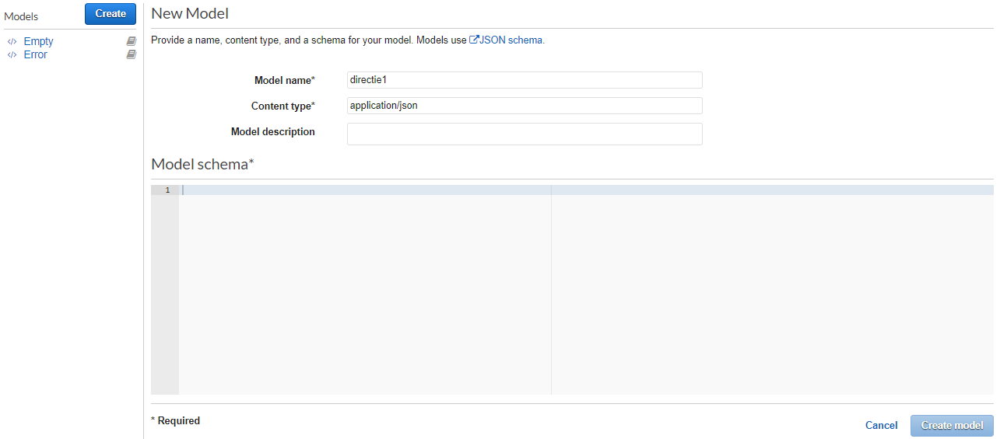 Models
Create
Empty
Error
New Model
Provide a name, content type, and a schema for your model. Models use JSON schema.
Model name* directie1
Content type* application/json
Model description
Model schema*
1
* Required
Cancel
Create model